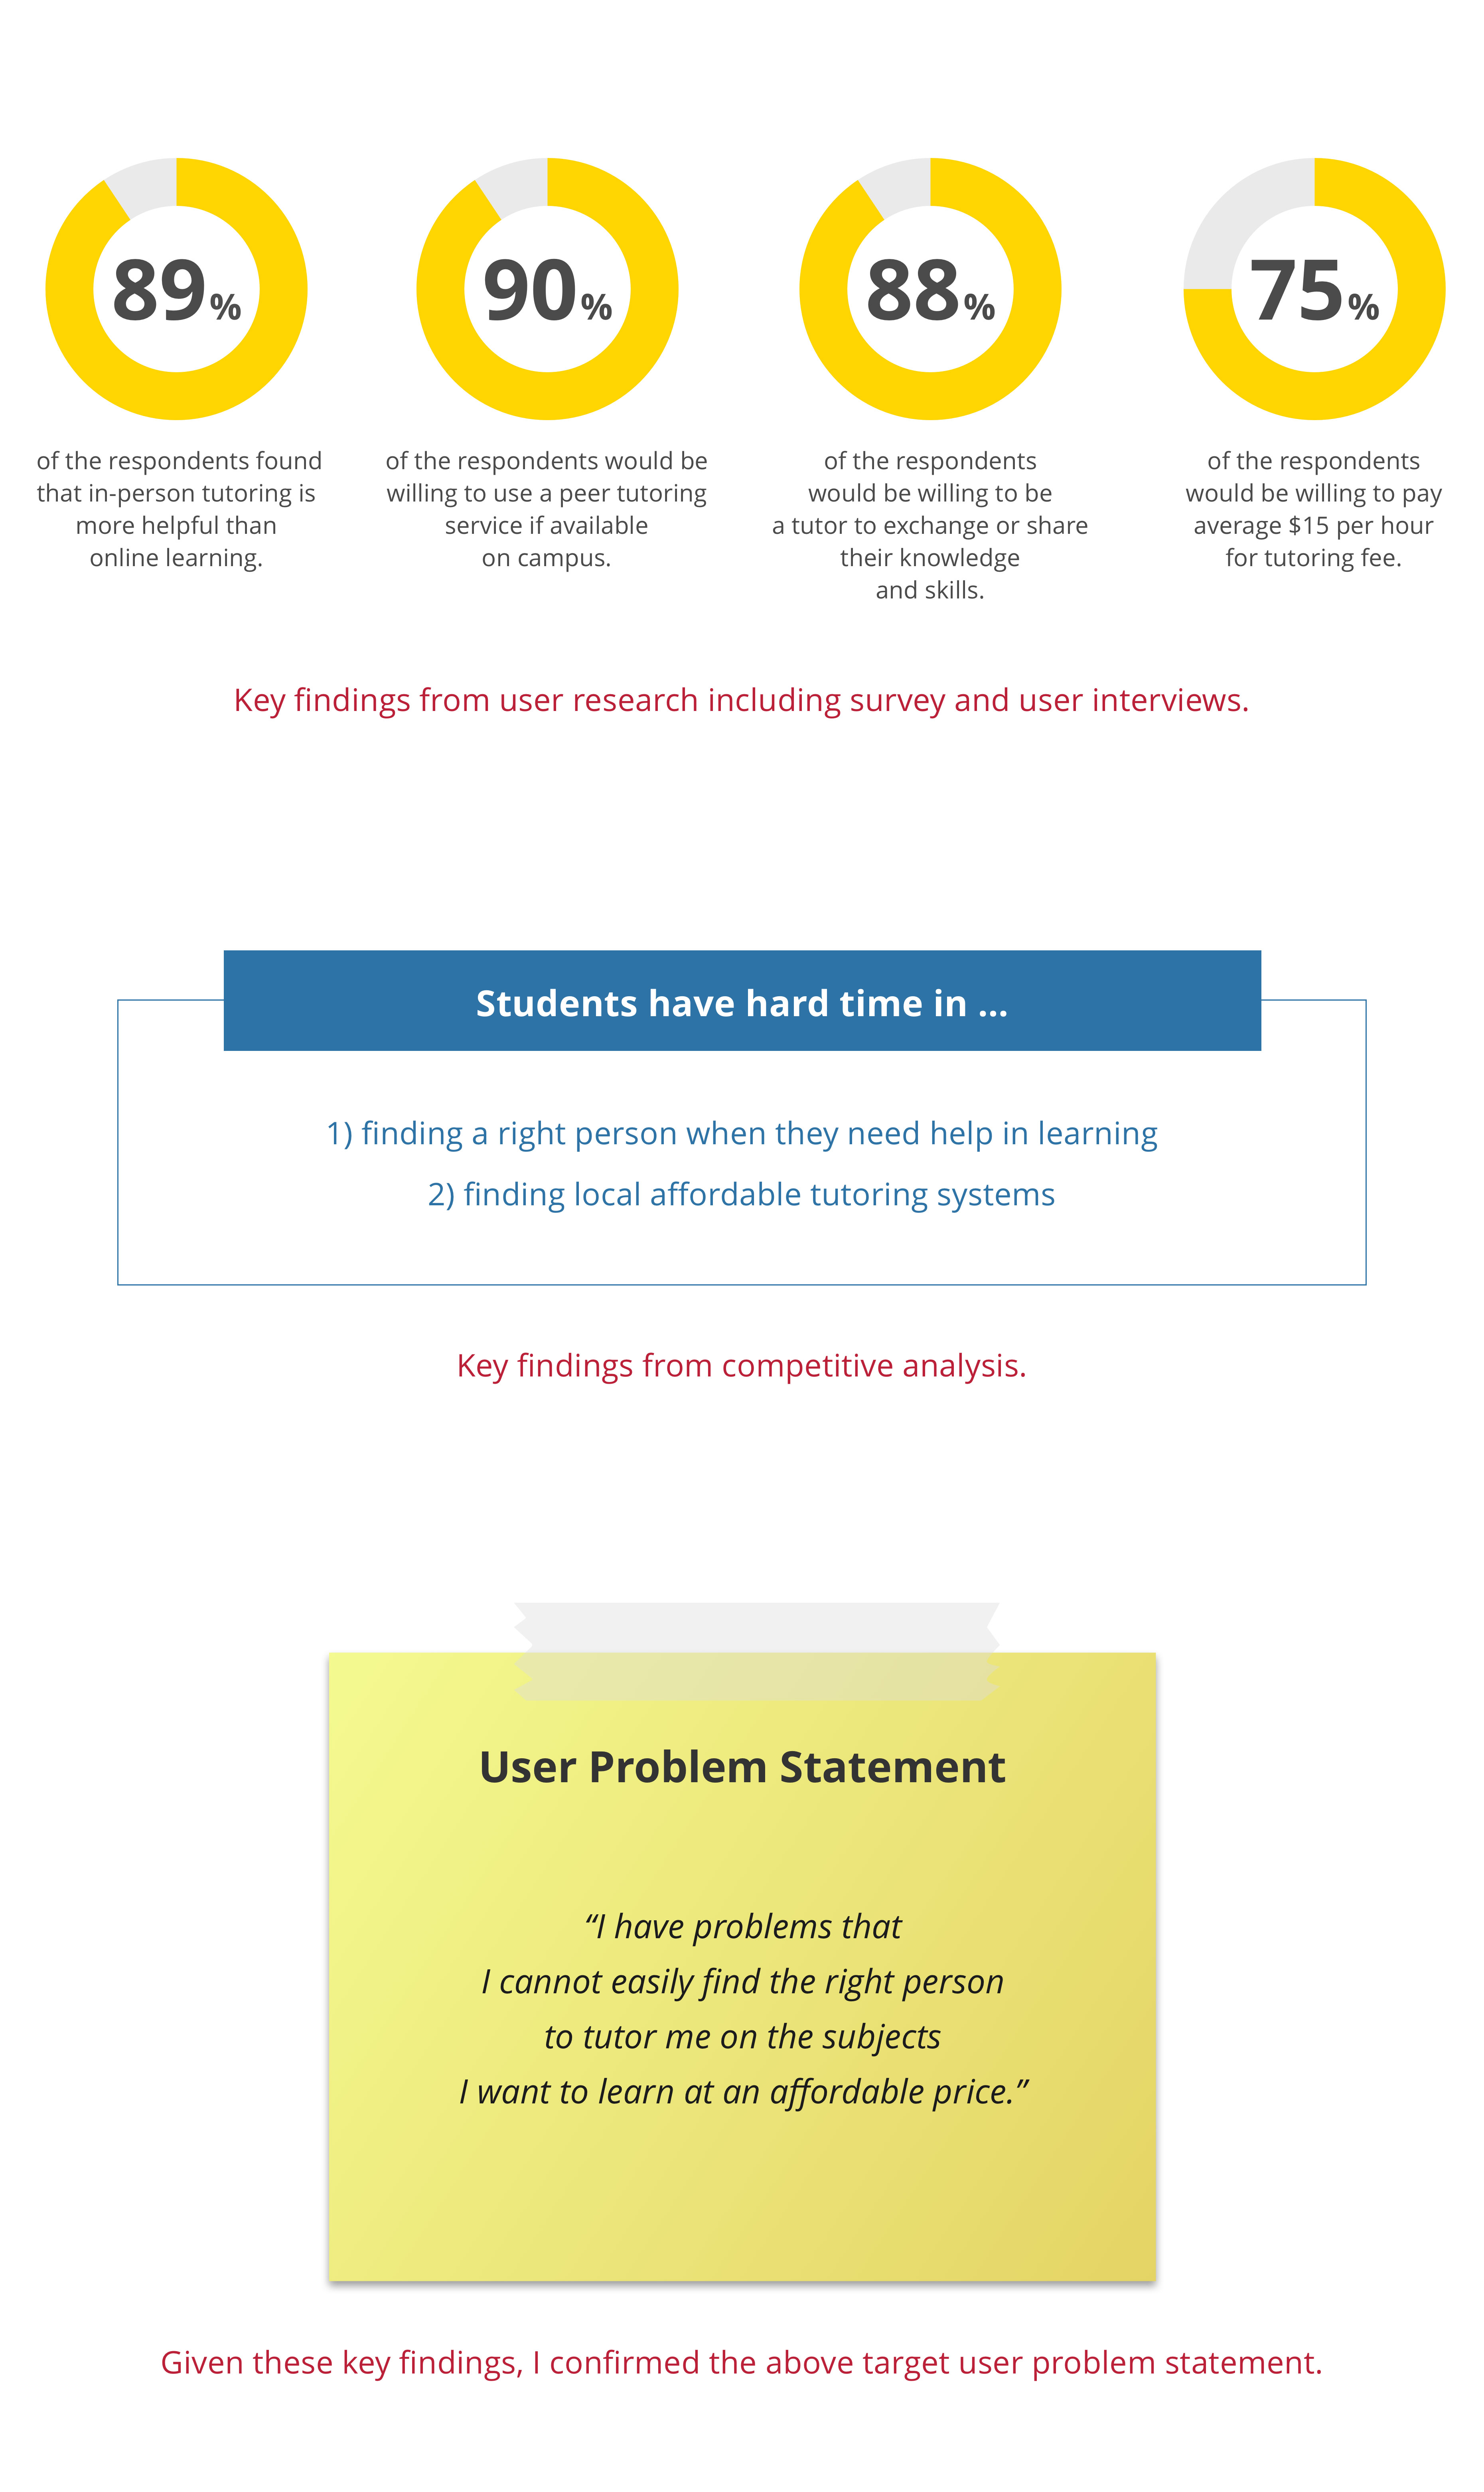 89%
of the respondents found
that in-person tutoring is
more helpful than
online learning.
90%
of the respondents would be
willing to use a peer tutoring
service if available
on campus.
88%
of the respondents
would be willing to be
a tutor to exchange or share
their knowledge
and skills.
75%
of the respondents
would be willing to pay
average $15 per hour
for tutoring fee.
Key findings from user research including survey and user interviews.
Students have hard time in ...
1) finding a right person when they need help in learning
2) finding local affordable tutoring systems
Key findings from competitive analysis.
User Problem Statement
“I have problems that
I cannot easily find the right person
to tutor me on the subjects
I want to learn at an affordable price.”
Given these key findings, I confirmed the above target user problem statement.